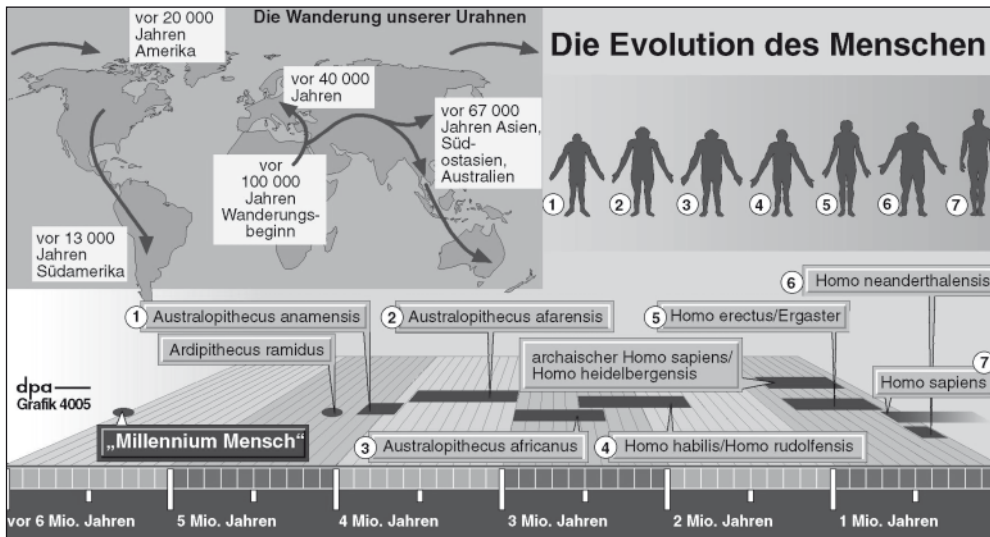 Die Wanderung unserer Urahnen
vor 20 000
Jahren
Amerika
vor 40 000
Jahren
vor 67 000
Jahren Asien,
Süd-
ostasien,
Australien
vor
100 000
Jahren
Wanderungs-
beginn
vor 13 000
Jahren
Südamerika
Die Evolution des Menschen
1
2
3
4
5
6
7
6 Homo neanderthalensis
1 Australopithecus anamensis
2 Australopithecus afarensis
5 Homo erectus/Ergaster
Ardipithecus ramidus
archaischer Homo sapiens/
Homo heidelbergensis
7
Homo sapiens
dpa
Grafik 4005
„Millennium Mensch“
3 Australopithecus africanus
4 Homo habilis/Homo rudolfensis
vor 6 Mio. Jahren
5 Mio. Jahren
4 Mio. Jahren
3 Mio. Jahren
2 Mio. Jahren
1 Mio. Jahren